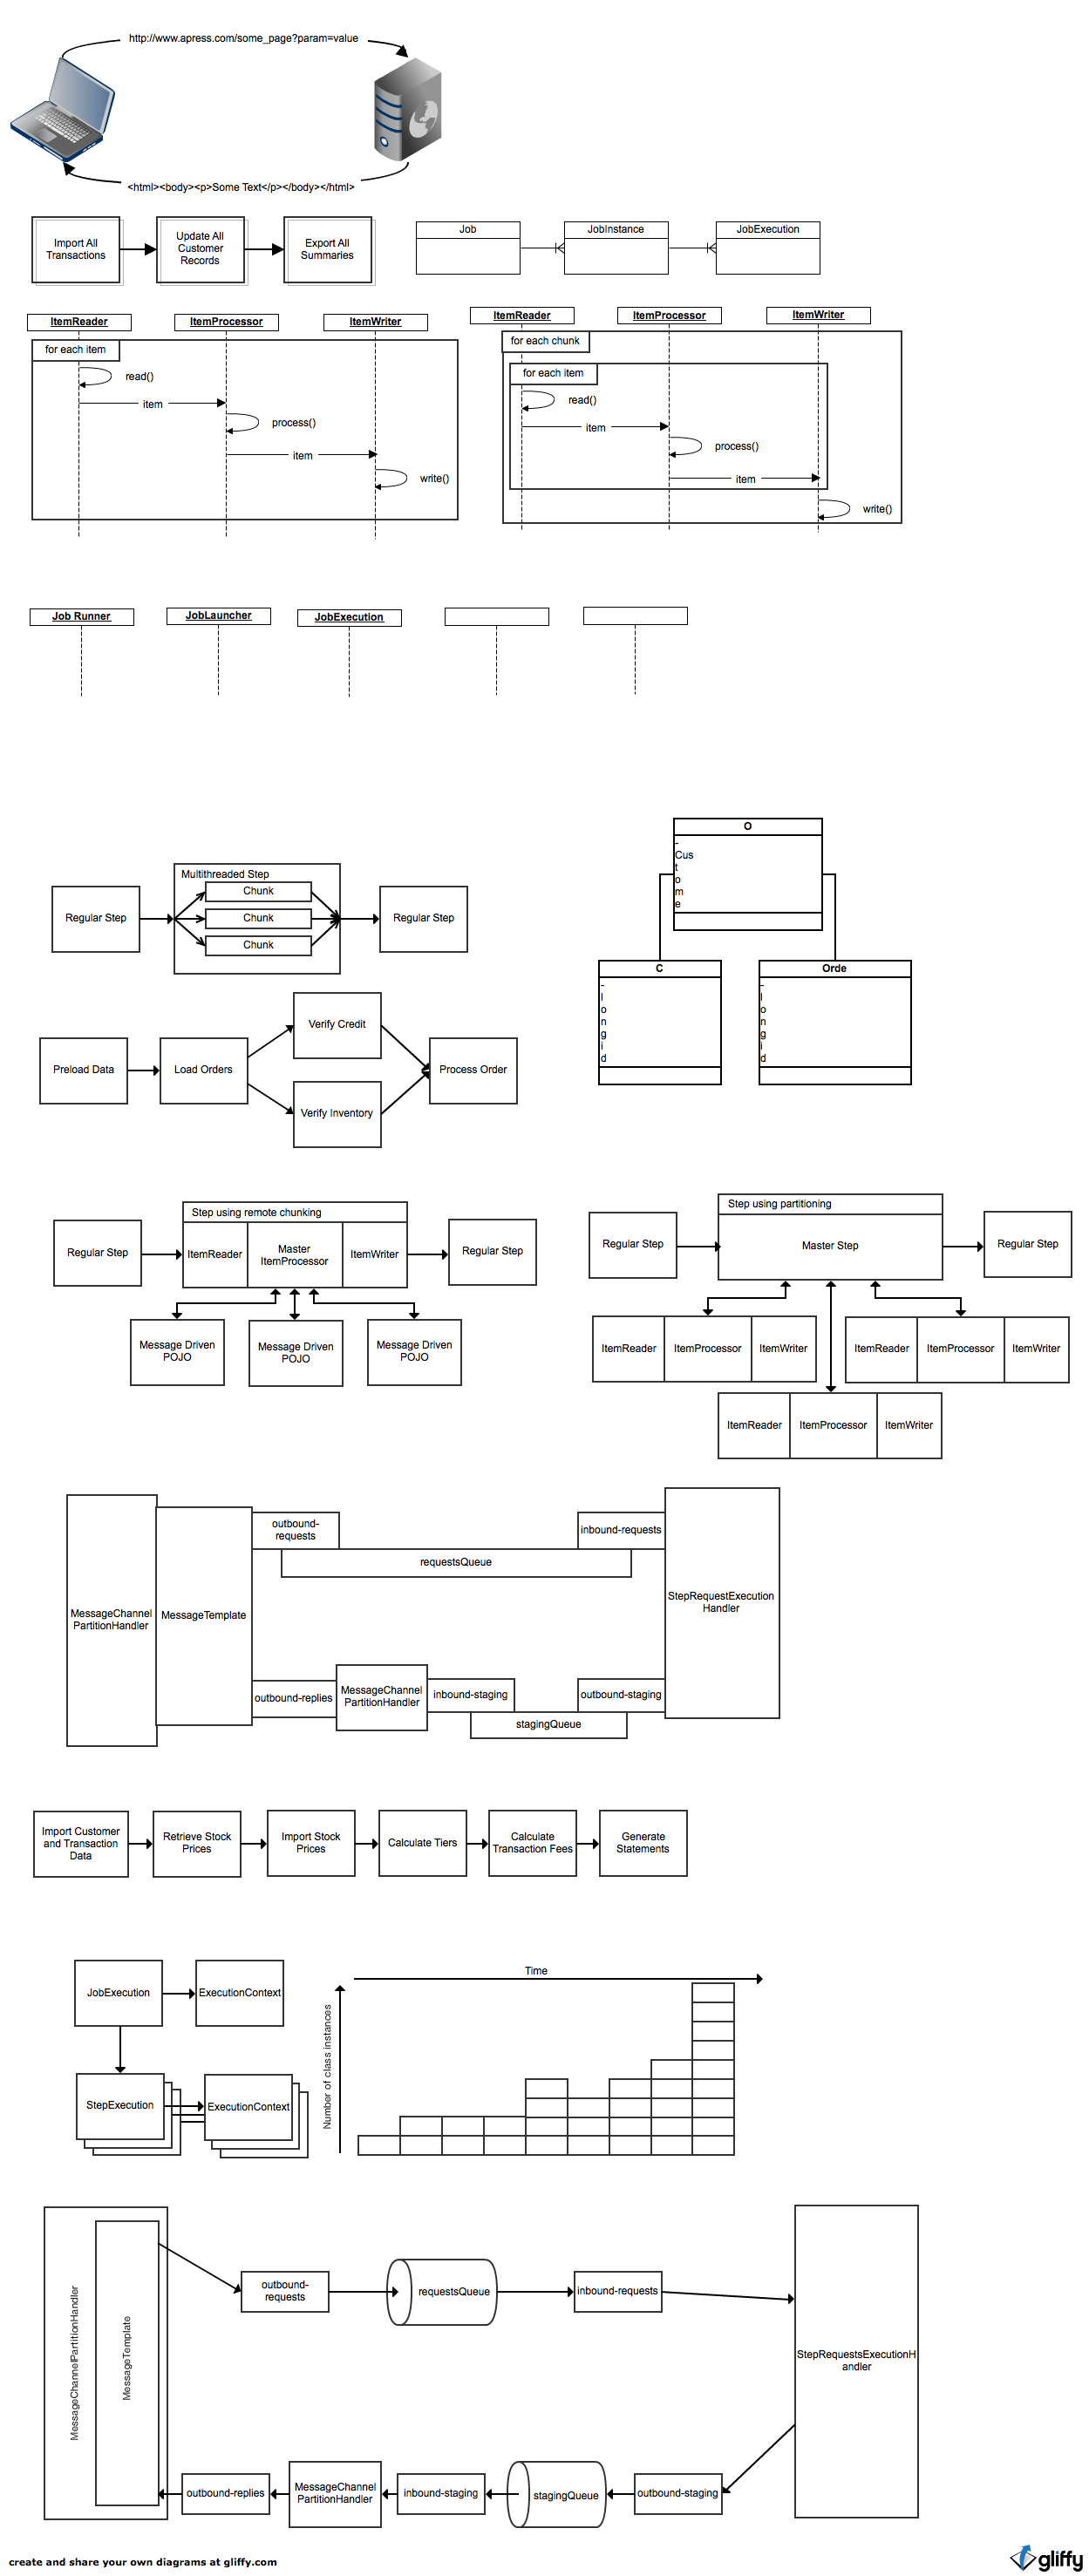 http://www.apress.com/some_page?param=value
<html><body><p>Some Text</p></body></html>
Import All
Transactions
Update All
Customer
Records
Export All
Summaries
Job
JobInstance
JobExecution
ItemReader
ItemProcessor
ItemWriter
for each item
read()
item
process()
item
write()
ItemReader
ItemProcessor
ItemWriter
for each chunk
for each item
read()
item
process()
item
write()
Job Runner
JobLauncher
JobExecution
O
-
Cus
t
o
m
e
C
-
l
o
n
g
i
d
Orde
-
l
o
n
g
i
d
Regular Step
Multithreaded Step
Chunk
Chunk
Chunk
Regular Step
Preload Data
Load Orders
Verify Credit
Verify Inventory
Process Order
Regular Step
Step using remote chunking
ItemReader
Master
ItemProcessor
ItemWriter
Regular Step
Message Driven
POJO
Message Driven
POJO
Message Driven
POJO
Regular Step
Step using partitioning
Master Step
Regular Step
ItemReader
ItemProcessor
ItemWriter
ItemReader
ItemProcessor
ItemWriter
ItemReader
ItemProcessor
ItemWriter
MessageChannel
PartitionHandler
MessageTemplate
outbound-
requests
requestsQueue
inbound-requests
StepRequestExecution
Handler
outbound-replies
MessageChannel
PartitionHandler
inbound-staging
stagingQueue
outbound-staging
Import Customer
and Transaction
Data
Retrieve Stock
Prices
Import Stock
Prices
Calculate Tiers
Calculate
Transaction Fees
Generate
Statements
JobExecution
ExecutionContext
StepExecution
ExecutionContext
Time
Number of class instances
MessageChannelPartitionHandler
MessageTemplate
outbound-
requests
requestsQueue
inbound-requests
StepRequestsExecutionH
andler
outbound-replies
MessageChannel
PartitionHandler
inbound-staging
stagingQueue
outbound-staging
create and share your own diagrams at gliffy.com
gliffy